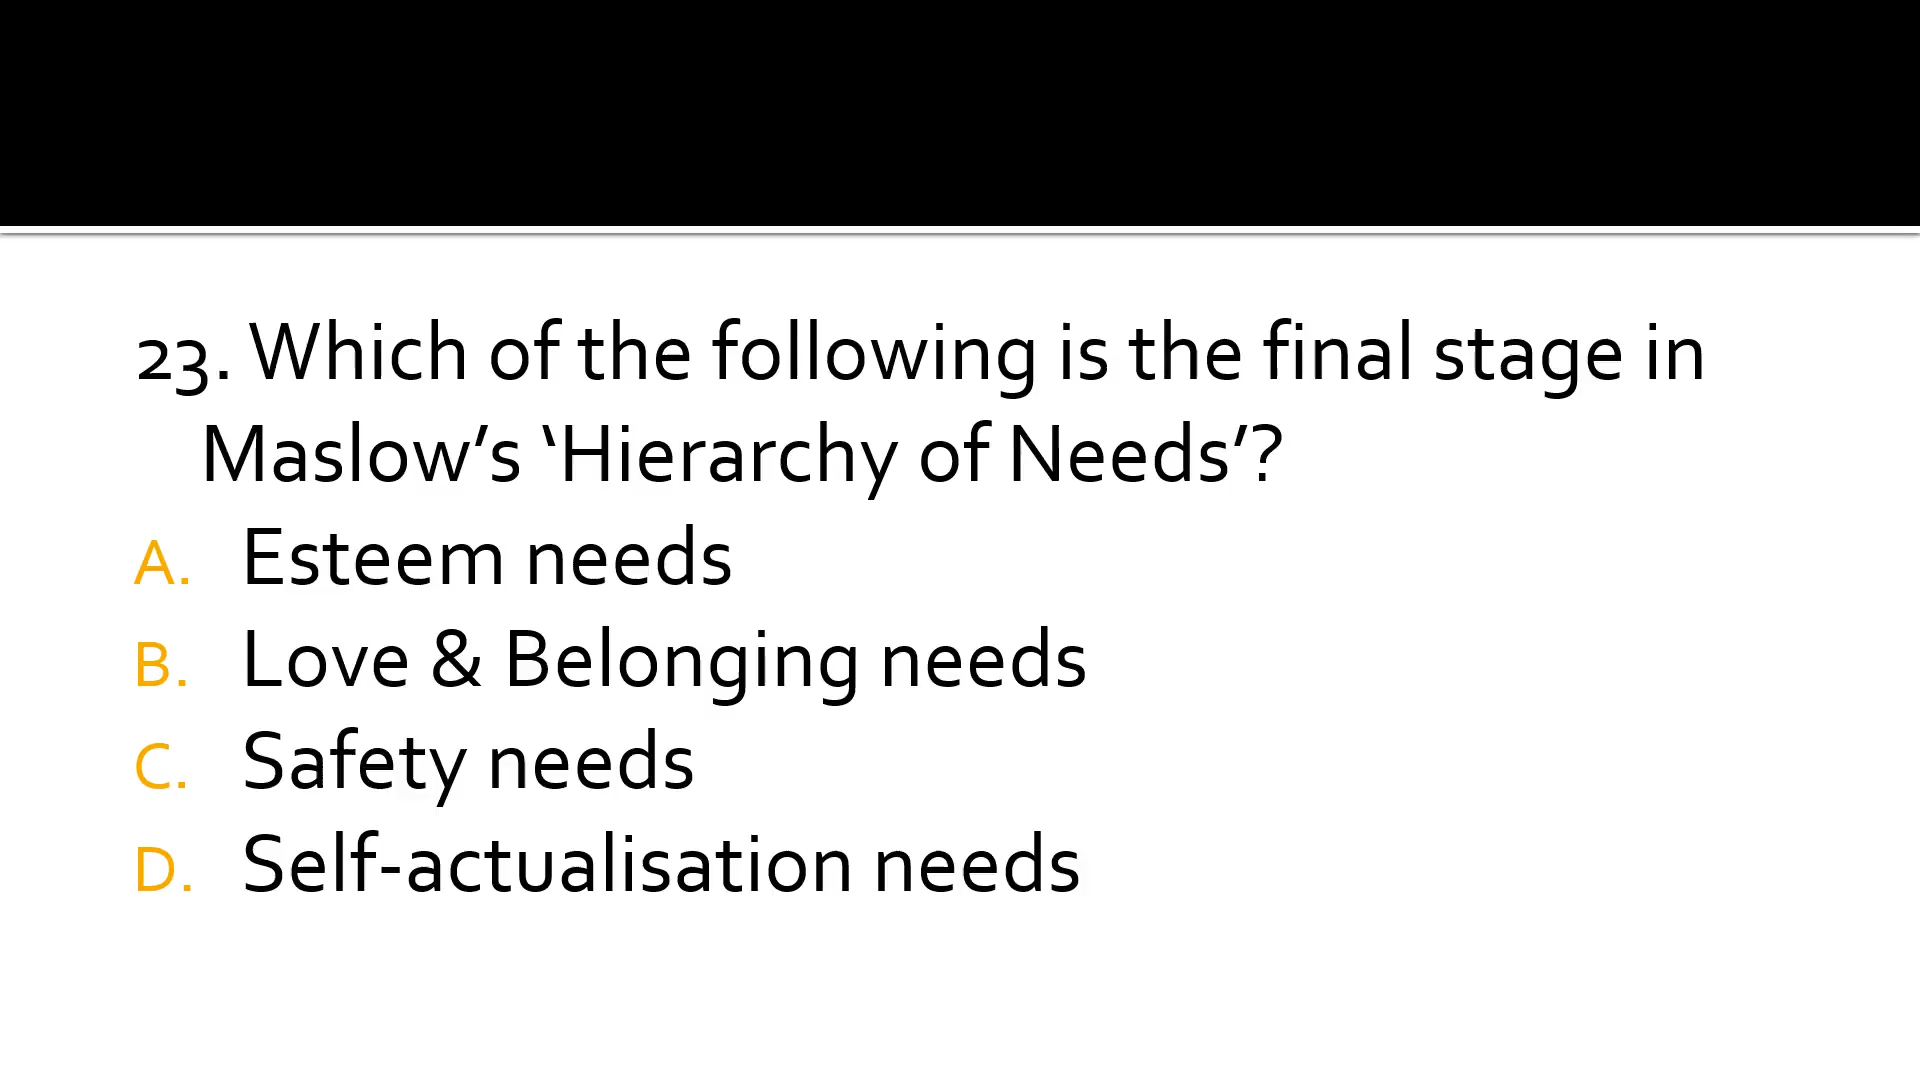 23. Which of the following is the final stage in
Maslow’s ‘Hierarchy of Needs’?
A. Esteem needs
B. Love & Belonging needs
C. Safety needs
D. Self-actualisation needs